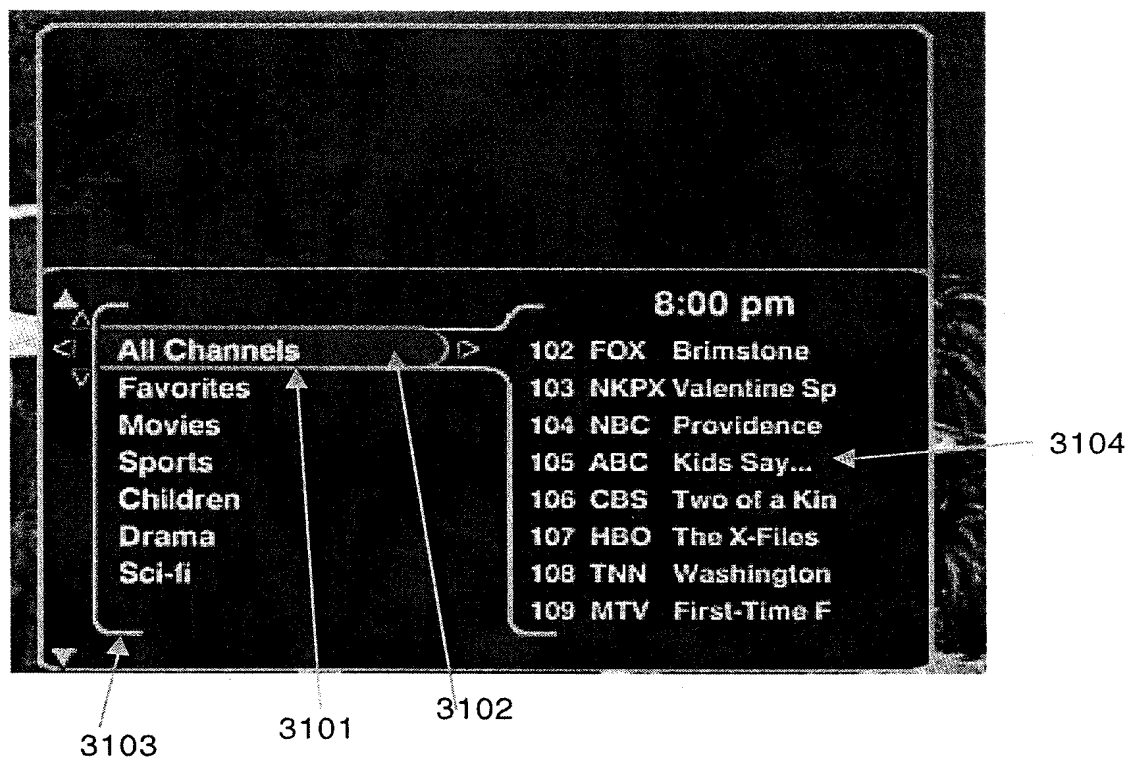 8:00 pm
All Channels
Favorites
Movies
Sports
Children
Drama
Sci-fi
102 FOX Brimstone
103 NKPX Valentine Sp
104 NBC Providence
105 ABC Kids Say...
106 CBS Two of a Kin
107 HBO The X-Files
108 TNN Washington
109 MTV First-Time F
3104
3103
3101
3102